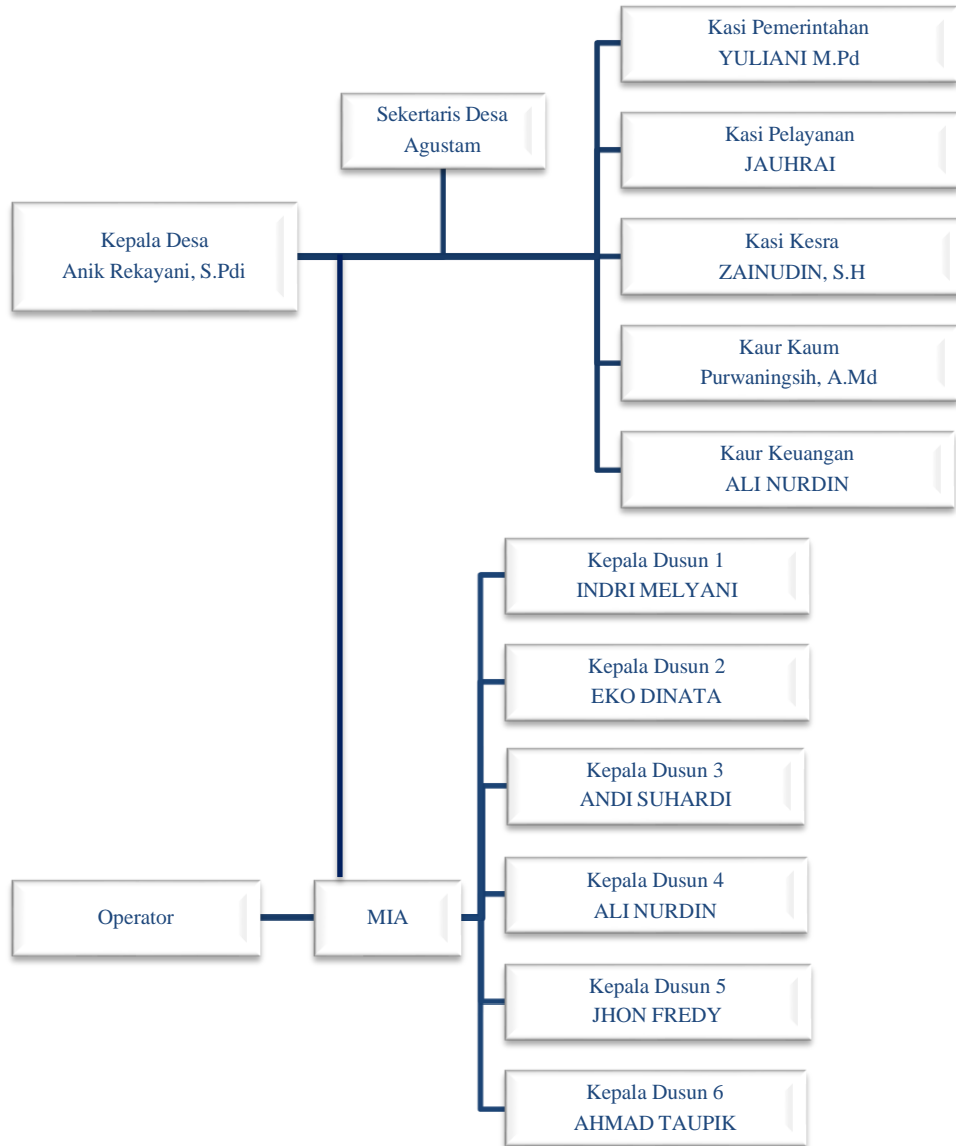 Kasi Pemerintahan
YULIANI M.Pd
Sekertaris Desa
Agustam
Kasi Pelayanan
JAUHRAI
Kepala Desa
Anik Rekayani, S.Pdi
Kasi Kesra
ZAINUDIN, S.H
Kaur Kaum
Purwaningsih, A.Md
Kaur Keuangan
ALI NURDIN
Kepala Dusun 1
INDRI MELYANI
Kepala Dusun 2
EKO DINATA
Kepala Dusun 3
ANDI SUHARDI
Operator
MIA
Kepala Dusun 4
ALI NURDIN
Kepala Dusun 5
JHON FREDY
Kepala Dusun 6
AHMAD TAUPIK